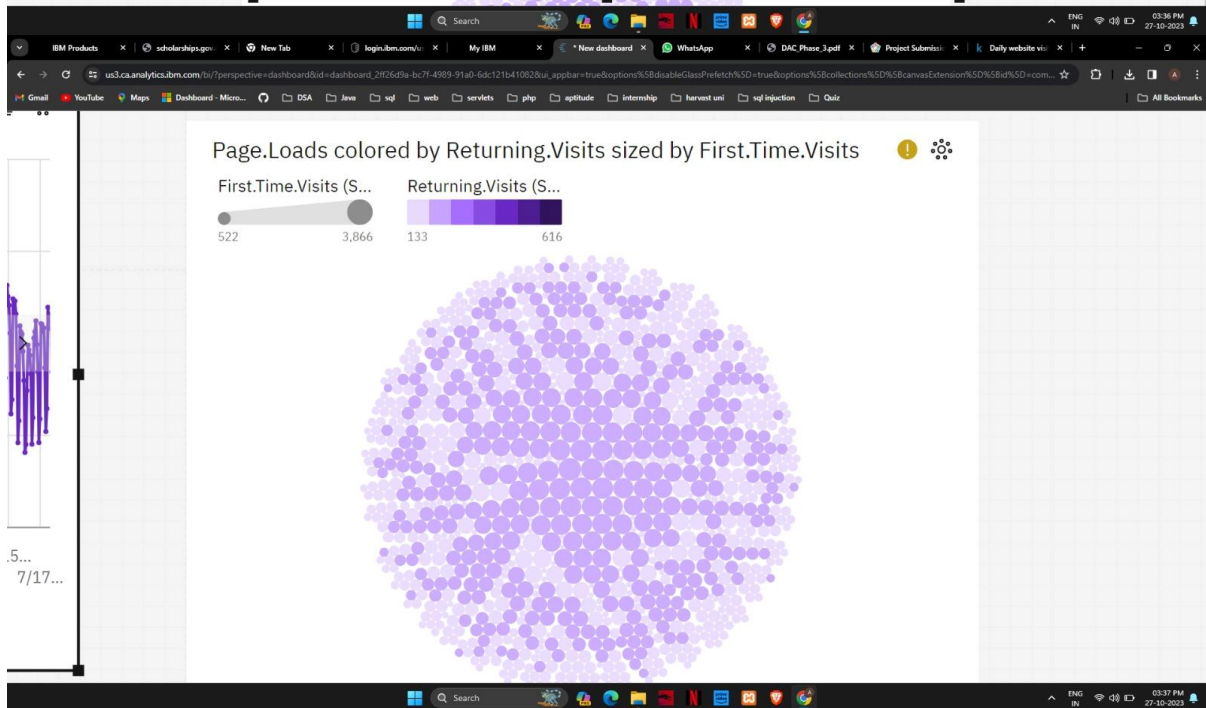 Search
ENG
IN
03:36 PM
27-10-2023
IBM Products
scholarships.gov.
New Tab
login.ibm.com/u
My IBM
* New dashboard
WhatsApp
DAC_Phase_3.pdf
Project Submissi
Daily website visi
us3.ca.analytics.ibm.com/bi/?perspective=dashboard&id=dashboard_2ff26d9a-bc7f-4989-91a0-6dc121b41082&ui_appbar=true&options%5BdisableGlassPrefetch%5D=true&options%5Bcollections%5D%5BcanvasExtension%5D%5Bid%5D=com...
Gmail
YouTube
Maps
Dashboard - Micro...
DSA
Java
sql
web
servlets
php
aptitude
internship
harvast uni
sql injuction
Quiz
All Bookmarks
Page.Loads colored by Returning.Visits sized by First.Time.Visits
First.Time.Visits (S...
Returning.Visits (S...
522
3,866
133
616
.5...
7/17...
Search
ENG
IN
03:37 PM
27-10-2023